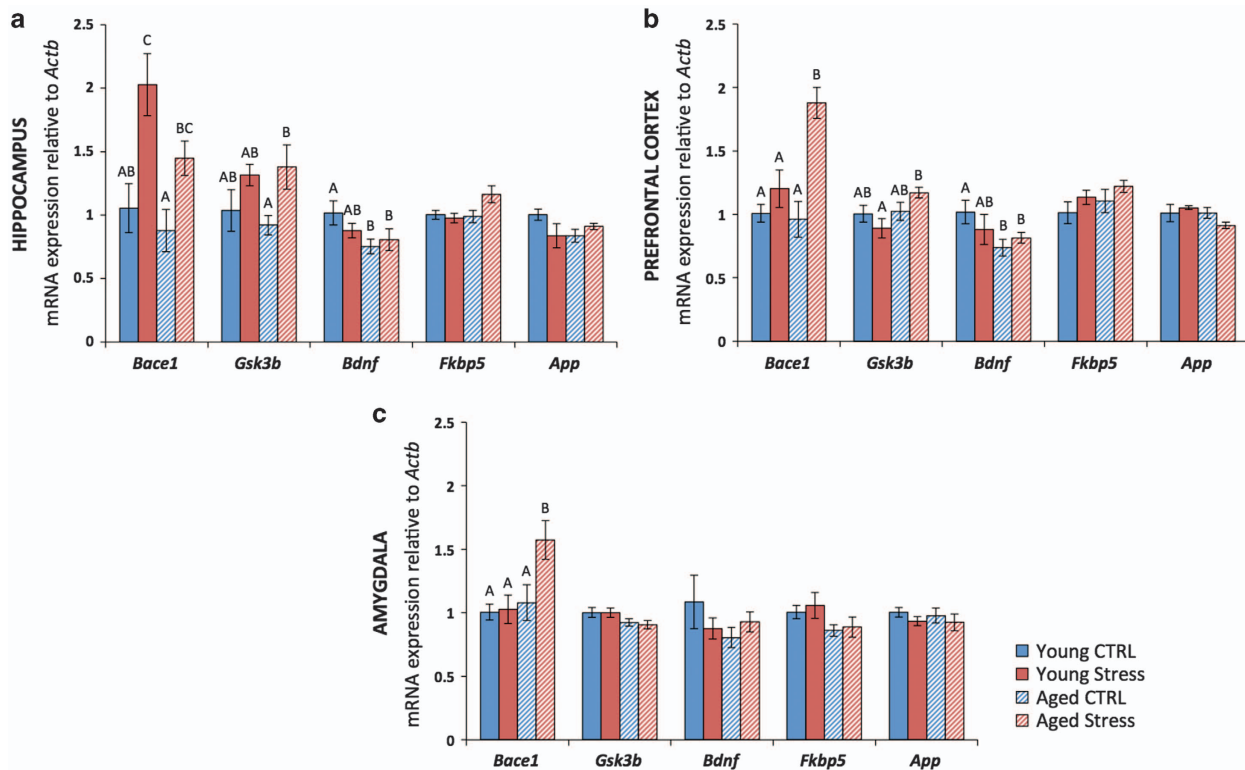 a
HIPPOCAMPUS
mRNA expression relative to Actb
2.5
2
1.5
1
0.5
0
AB C A BC
AB AB A B
A AB B B
Bace1 Gsk3b Bdnf Fkbp5 App
b
PREFRONTAL CORTEX
mRNA expression relative to Actb
2.5
2
1.5
1
0.5
0
A A A B
AB A AB B
A AB B B
Bace1 Gsk3b Bdnf Fkbp5 App
c
AMYGDALA
mRNA expression relative to Actb
2.5
2
1.5
1
0.5
0
A A A B
Bace1 Gsk3b Bdnf Fkbp5 App
Young CTRL
Young Stress
Aged CTRL
Aged Stress